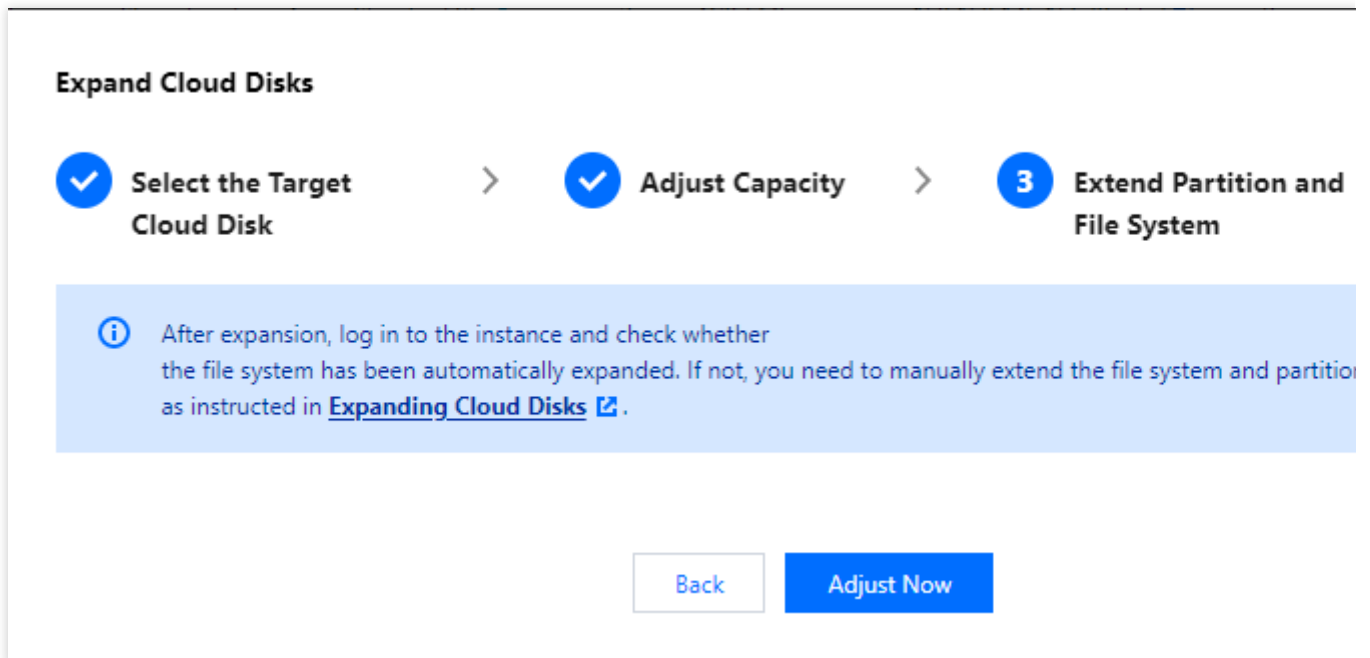 Expand Cloud Disks
Select the Target
Cloud Disk
Adjust Capacity
3
Extend Partition and
File System
After expansion, log in to the instance and check whether
the file system has been automatically expanded. If not, you need to manually extend the file system and partition
as instructed in Expanding Cloud Disks .
Back
Adjust Now